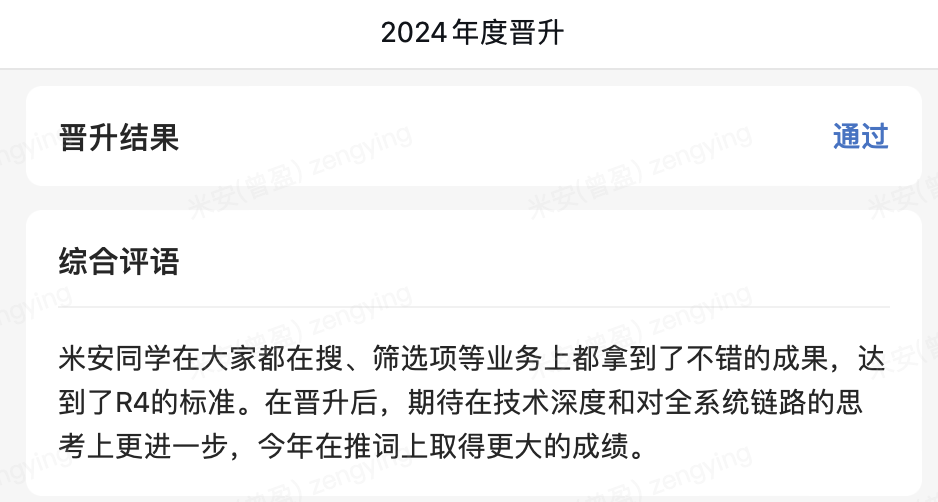 2024年度晋升
晋升结果
通过
综合评语
米安同学在大家都在搜、筛选项等业务上都拿到了不错的成果，达
到了R4的标准。在晋升后，期待在技术深度和对全系统链路的思
考上更进一步，今年在推词上取得更大的成绩。
米安(曾盈) zengying
米安(曾盈) zengying